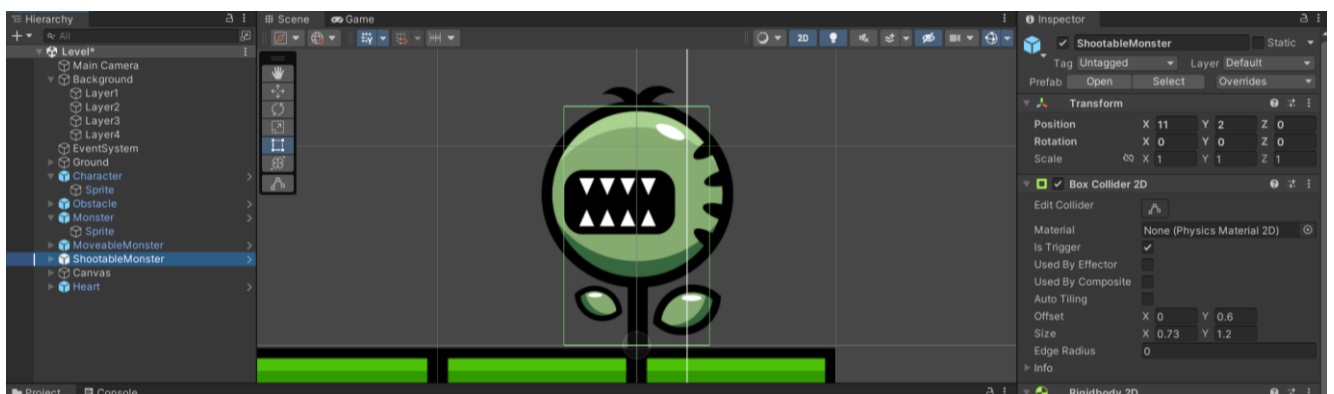 Hierarchy
All
Level*
Main Camera
Background
Layer1
Layer2
Layer3
Layer4
EventSystem
Ground
Character
Sprite
Obstacle
Monster
Sprite
MoveableMonster
ShootableMonster
Canvas
Heart
Scene Game
2D
Inspector
ShootableMonster Static
Tag Untagged Layer Default
Prefab Open Select Overrides
Transform
Position X 11 Y 2 Z 0
Rotation X 0 Y 0 Z 0
Scale X 1 Y 1 Z 1
Box Collider 2D
Edit Collider
Material None (Physics Material 2D)
Is Trigger
Used By Effector
Used By Composite
Auto Tiling
Offset X 0 Y 0.6
Size X 0.73 Y 1.2
Edge Radius 0
Info
Rigidbody 2D
Project Console